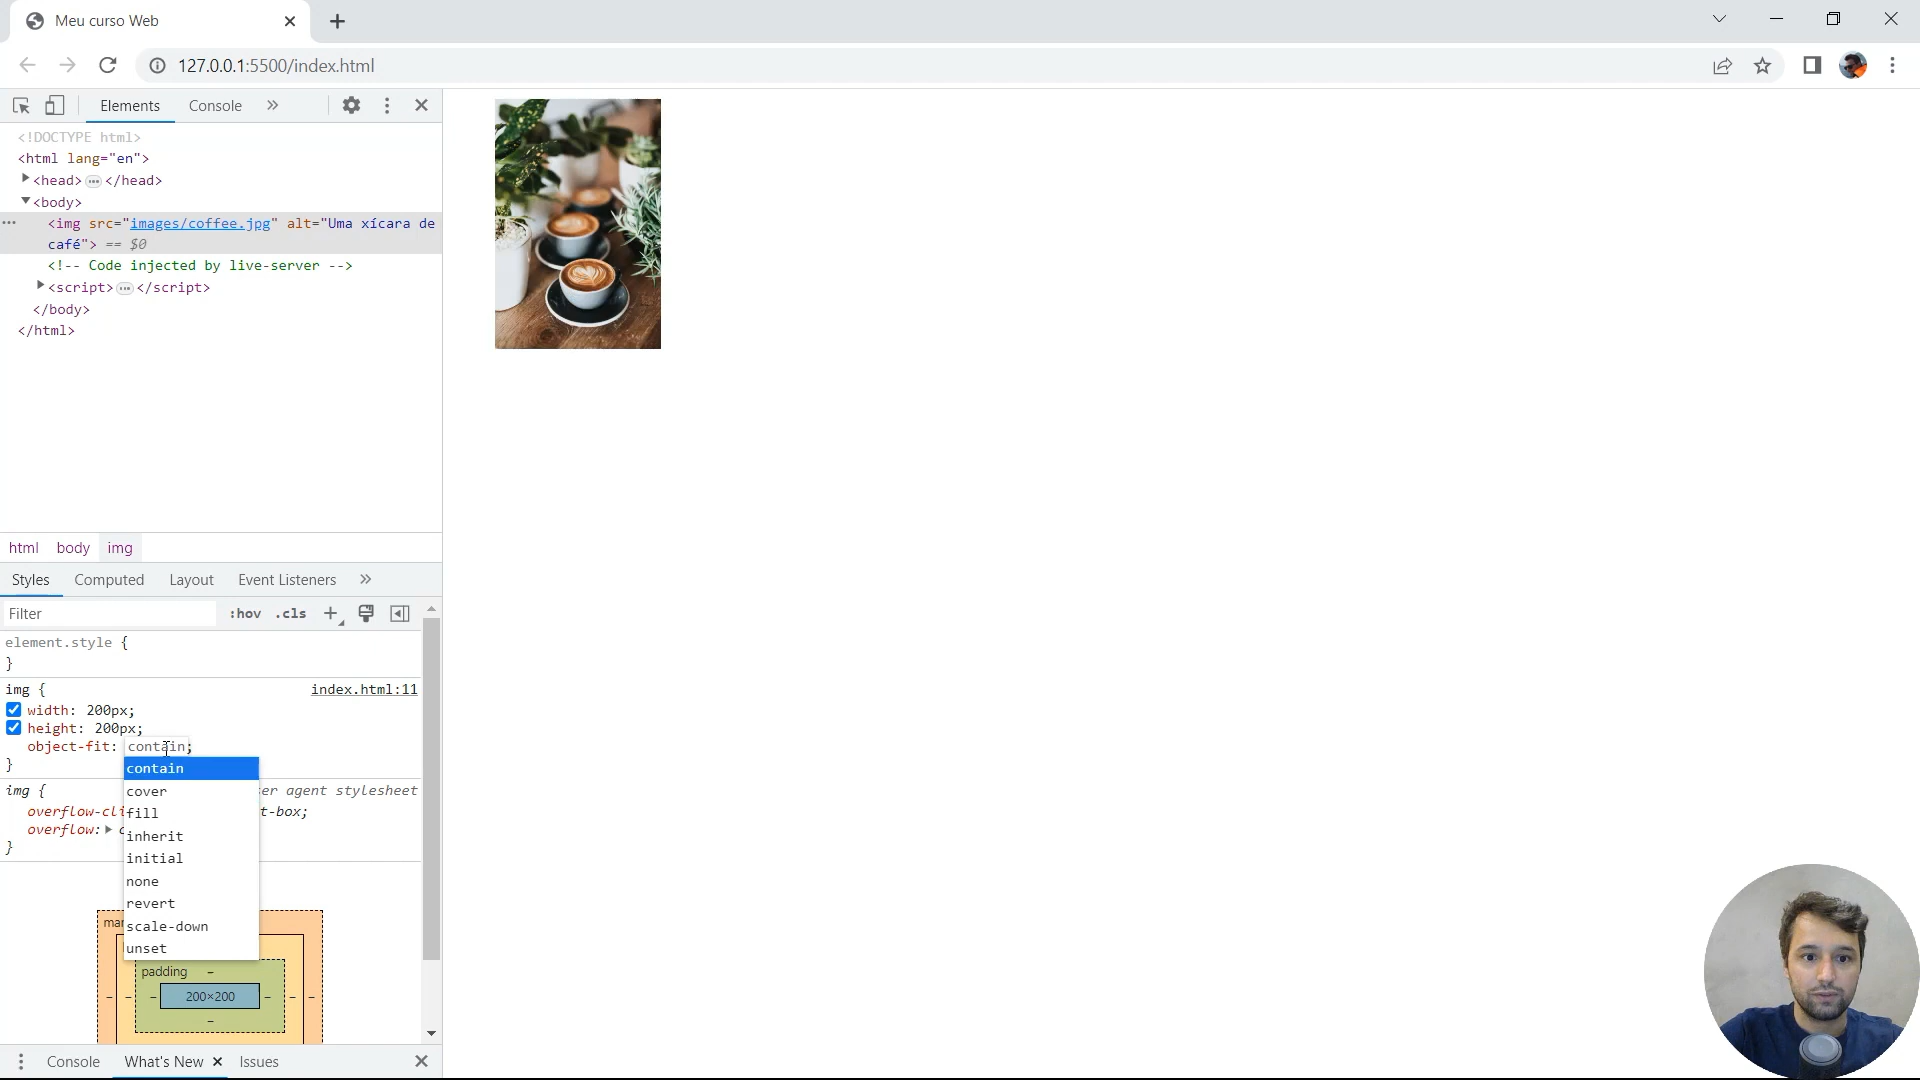 Meu curso Web
127.0.0.1:5500/index.html
Elements Console
<!DOCTYPE html>
<html lang="en">
<head> … </head>
<body>
<img src="images/coffee.jpg" alt="Uma xícara de
café"> == $0
<!-- Code injected by live-server -->
<script> … </script>
</body>
</html>
html body img
Styles Computed Layout Event Listeners
Filter :hov .cls
element.style {
}
img { index.html:11
width: 200px;
height: 200px;
object-fit: contain;
}
contain
img { ser agent stylesheet
cover
overflow-cli t-box;
fill
overflow: c
inherit
}
initial
none
revert
mar
scale-down
unset
padding –
– – – 200×200 – – –
–
Console What's New Issues